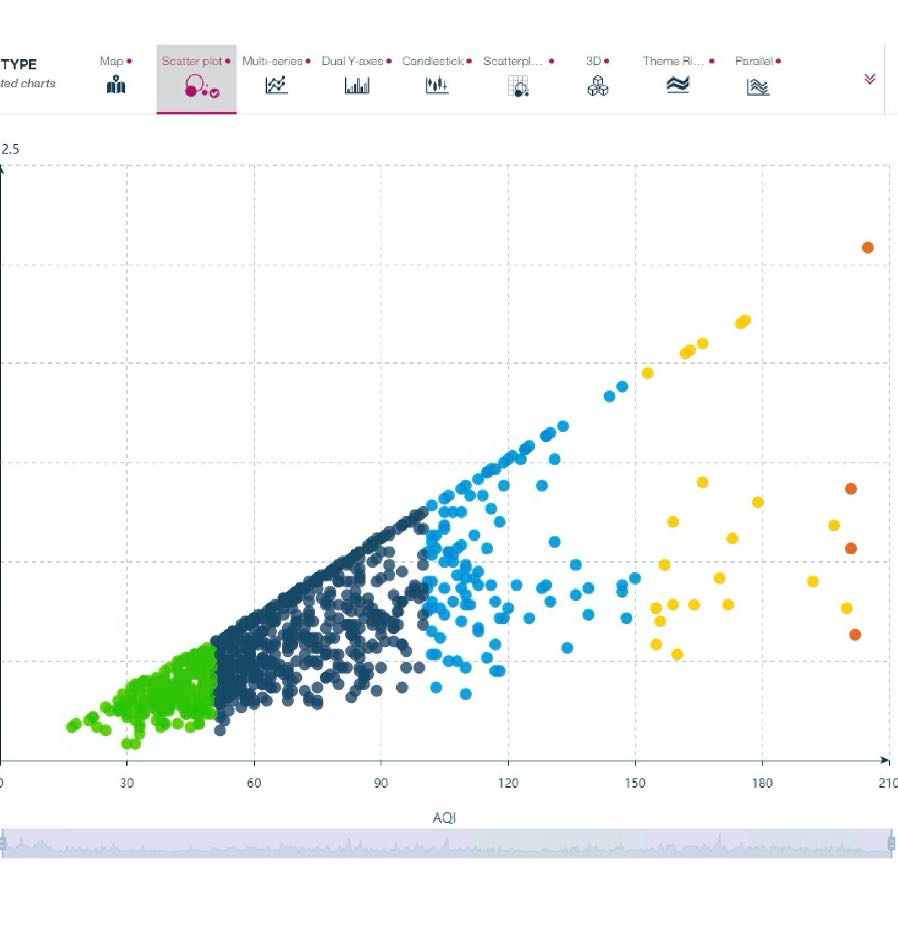 TYPE
ted charts
Map
Scatter plot
Multi-series
Dual Y-axes
Candlestick
Scatterpl...
3D
Theme Ri...
Parallel
2.5
0 30 60 90 120 150 180 210
AQI